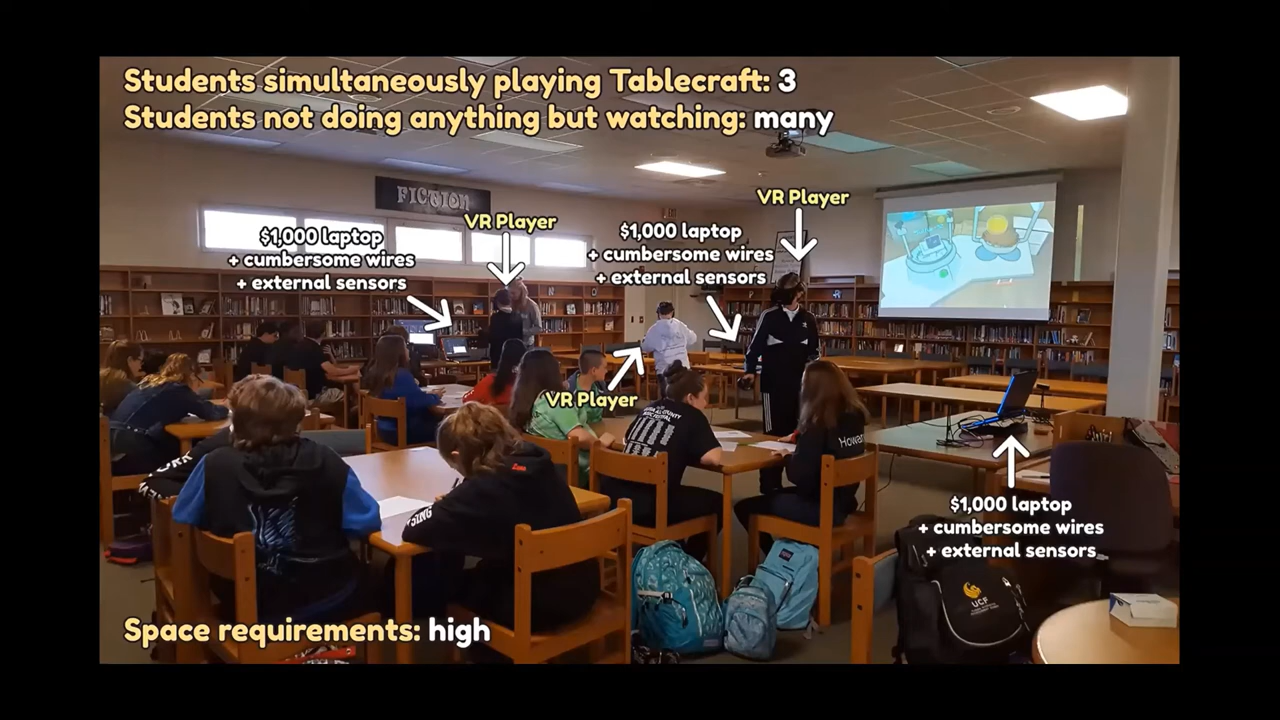 Students simultaneously playing Tablecraft: 3
Students not doing anything but watching: many
FICTION
VR Player
VR Player
$1,000 laptop
+ cumbersome wires
+ external sensors
$1,000 laptop
+ cumbersome wires
+ external sensors
VR Player
Howar
$1,000 laptop
+ cumbersome wires
+ external sensors
UCF
Space requirements: high